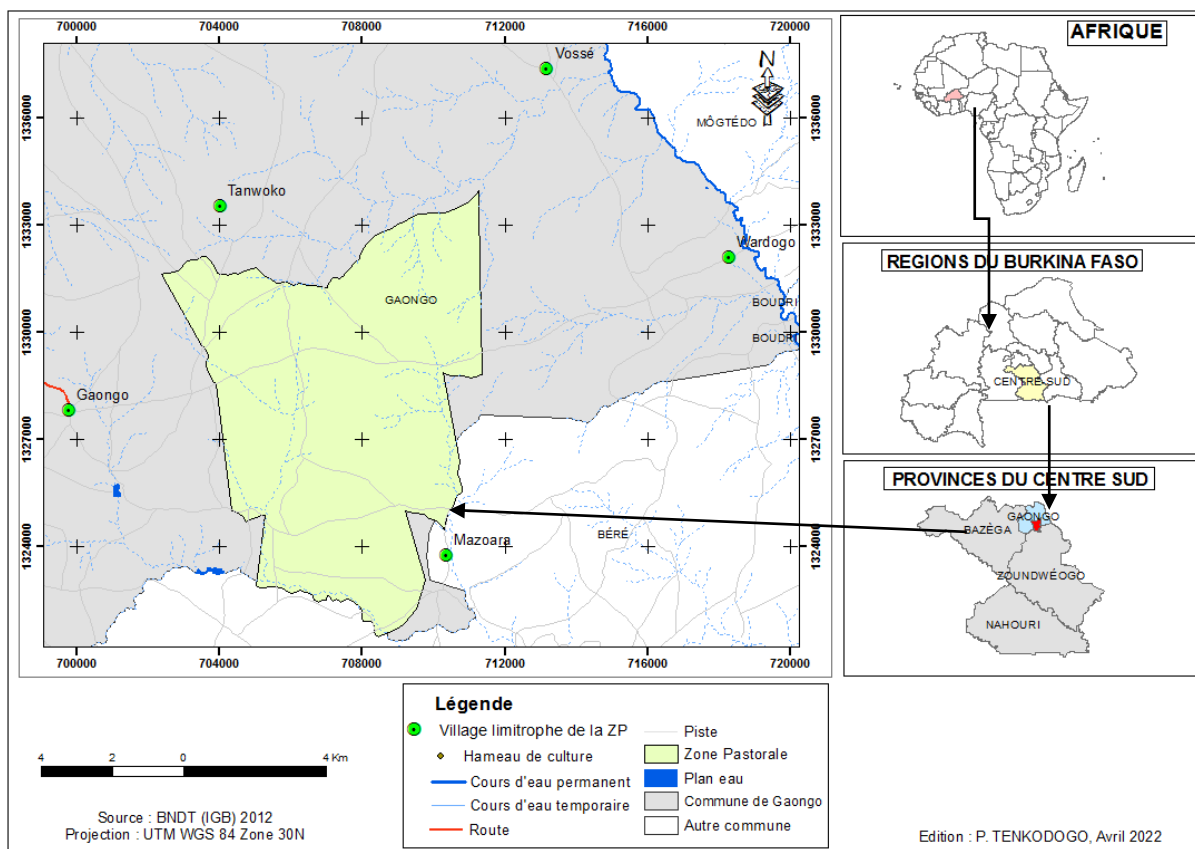 700000 704000 708000 712000 716000 720000
1336000
1333000
1330000
1327000
1324000
1336000
1333000
1330000
1327000
1324000
N
Vossé
MÔGTÉDO
Tanwoko
Wardogo
GAONGO
BOUDRI
BOUDRI
Gaongo
Mazoara
BÉRÉ
700000 704000 708000 712000 716000 720000
AFRIQUE
REGIONS DU BURKINA FASO
CENTRE-SUD
PROVINCES DU CENTRE SUD
GAONGO
BAZÈGA
ZOUNDWÉOGO
NAHOURI
Légende
Village limitrophe de la ZP
Hameau de culture
Cours d'eau permanent
Cours d'eau temporaire
Route
Piste
Zone Pastorale
Plan eau
Commune de Gaongo
Autre commune
4 2 0 4 Km
Source : BNDT (IGB) 2012
Projection : UTM WGS 84 Zone 30N
Edition : P. TENKODOGO, Avril 2022